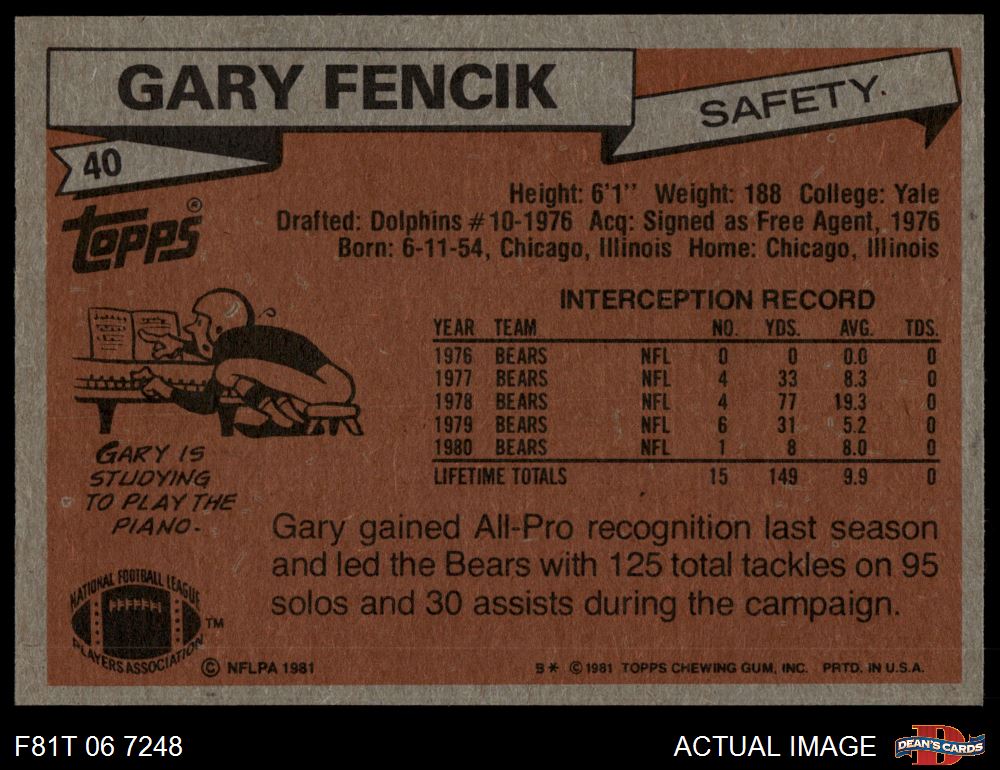 GARY FENCIK
SAFETY.
40
TOPPS®
Height: 6'1'' Weight: 188 College: Yale
Drafted: Dolphins #10-1976 Acq: Signed as Free Agent, 1976
Born: 6-11-54, Chicago, Illinois Home: Chicago, Illinois
INTERCEPTION RECORD
YEAR TEAM NO. YDS. AVG. TDS.
1976 BEARS NFL 0 0 0.0 0
1977 BEARS NFL 4 33 8.3 0
1978 BEARS NFL 4 77 19.3 0
1979 BEARS NFL 6 31 5.2 0
1980 BEARS NFL 1 8 8.0 0
LIFETIME TOTALS 15 149 9.9 0
GARY IS
STUDYING
TO PLAY THE
PIANO.
Gary gained All-Pro recognition last season
and led the Bears with 125 total tackles on 95
solos and 30 assists during the campaign.
NATIONAL FOOTBALL LEAGUE
PLAYERS ASSOCIATION
TM
© NFLPA 1981
B* © 1981 TOPPS CHEWING GUM, INC. PRTD. IN U.S.A.
F81T 06 7248
ACTUAL IMAGE
D
DEAN'S CARDS